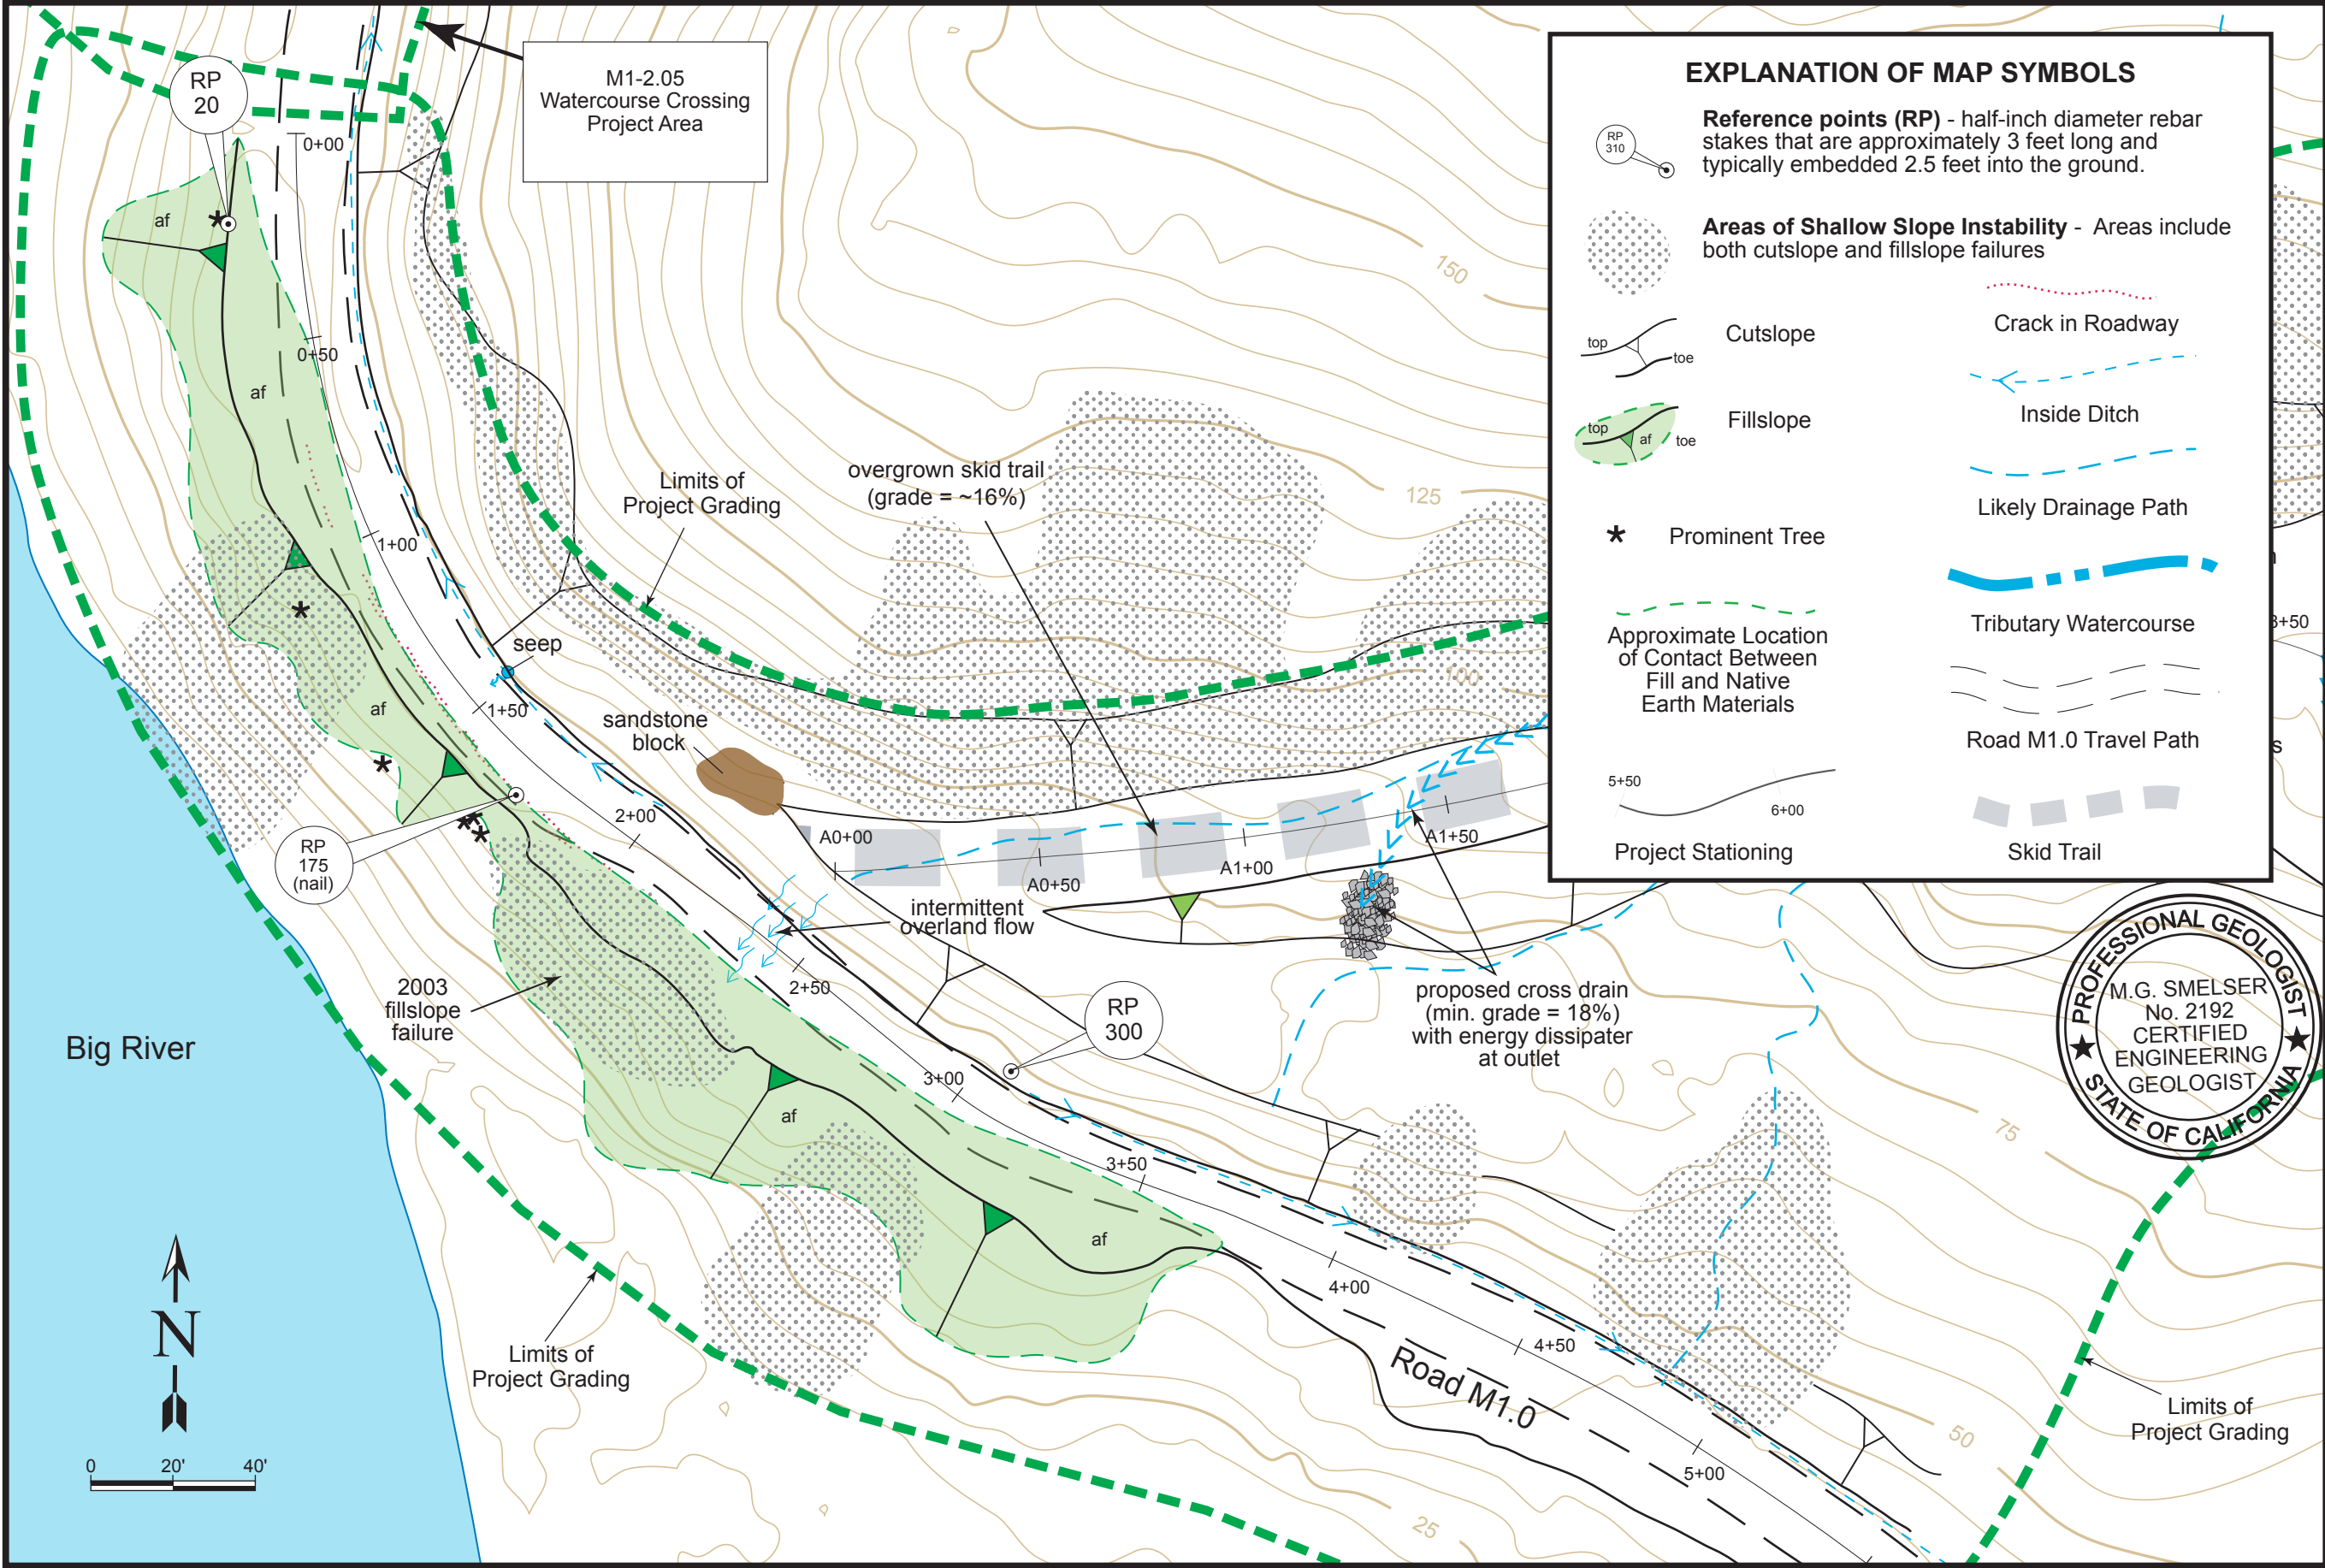 RP
20
M1-2.05
Watercourse Crossing
Project Area
0+00
af
0+50
af
150
Limits of
Project Grading
overgrown skid trail
(grade = ~16%)
125
1+00
seep
100
af
1+50
sandstone
block
2+00
A0+00
A0+50
A1+00
A1+50
RP
175
(nail)
intermittent
overland flow
2+50
2003
fillslope
failure
RP
300
proposed cross drain
(min. grade = 18%)
with energy dissipater
at outlet
Big River
3+00
af
3+50
af
75
4+00
4+50
Road M1.0
5+00
50
25
N
0 20' 40'
Limits of
Project Grading
Limits of
Project Grading
EXPLANATION OF MAP SYMBOLS
RP
310
Reference points (RP) - half-inch diameter rebar
stakes that are approximately 3 feet long and
typically embedded 2.5 feet into the ground.
Areas of Shallow Slope Instability - Areas include
both cutslope and fillslope failures
top
toe
Cutslope
Crack in Roadway
top
af
toe
Fillslope
Inside Ditch
Likely Drainage Path
Prominent Tree
Tributary Watercourse
Approximate Location
of Contact Between
Fill and Native
Earth Materials
Road M1.0 Travel Path
5+50
6+00
Project Stationing
Skid Trail
PROFESSIONAL GEOLOGIST
M.G. SMELSER
No. 2192
CERTIFIED
ENGINEERING
GEOLOGIST
STATE OF CALIFORNIA